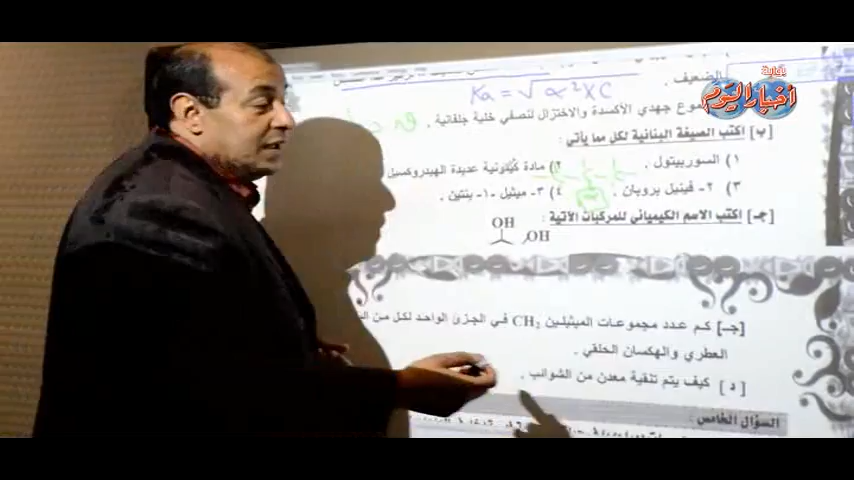 بوابة
أخبار اليوم
الضعيف.
Ka = √α²XC
موع جهدي الأكسدة والاختزال لنصفي خلية جلفانية .
[ب] اكتب الصيغة البنائية لكل مما يأتي :
١) السوربيتول . ٢) مادة كيتونية عديدة الهيدروكسيل
٣) ٢- فينيل بروبان . ٤) ٣- ميثيل -١- بنتين .
[جـ] اكتب الاسم الكيميائي للمركبات الآتية :
OH
OH
[جـ] كم عدد مجموعات الميثيلين CH₂ في الجزئ الواحد لكل من
العطري والهكسان الحلقي .
[ د ] كيف يتم تنقية معدن من الشوائب .
السؤال الخامس